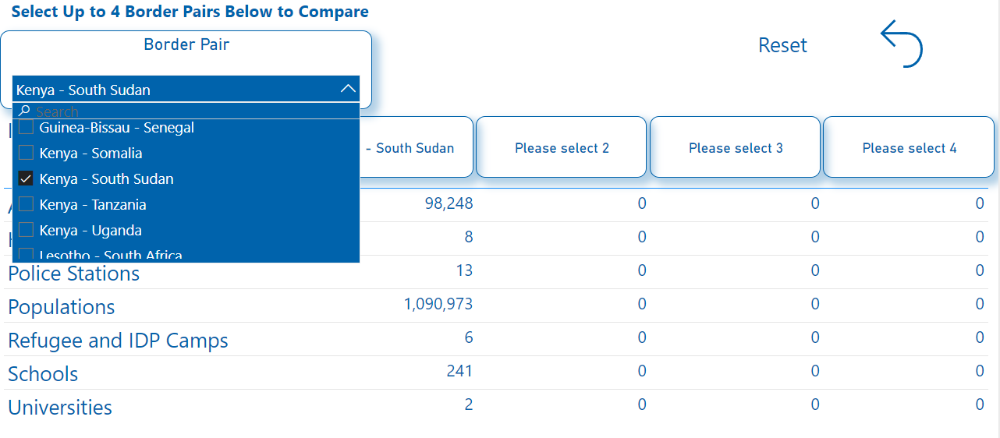 Select Up to 4 Border Pairs Below to Compare
Border Pair
Reset
Kenya - South Sudan
Search
Guinea-Bissau - Senegal
Kenya - Somalia
Kenya - South Sudan
Kenya - Tanzania
Kenya - Uganda
Lesotho - South Africa
- South Sudan Please select 2 Please select 3 Please select 4
98,248 0 0 0
8 0 0 0
Police Stations 13 0 0 0
Populations 1,090,973 0 0 0
Refugee and IDP Camps 6 0 0 0
Schools 241 0 0 0
Universities 2 0 0 0